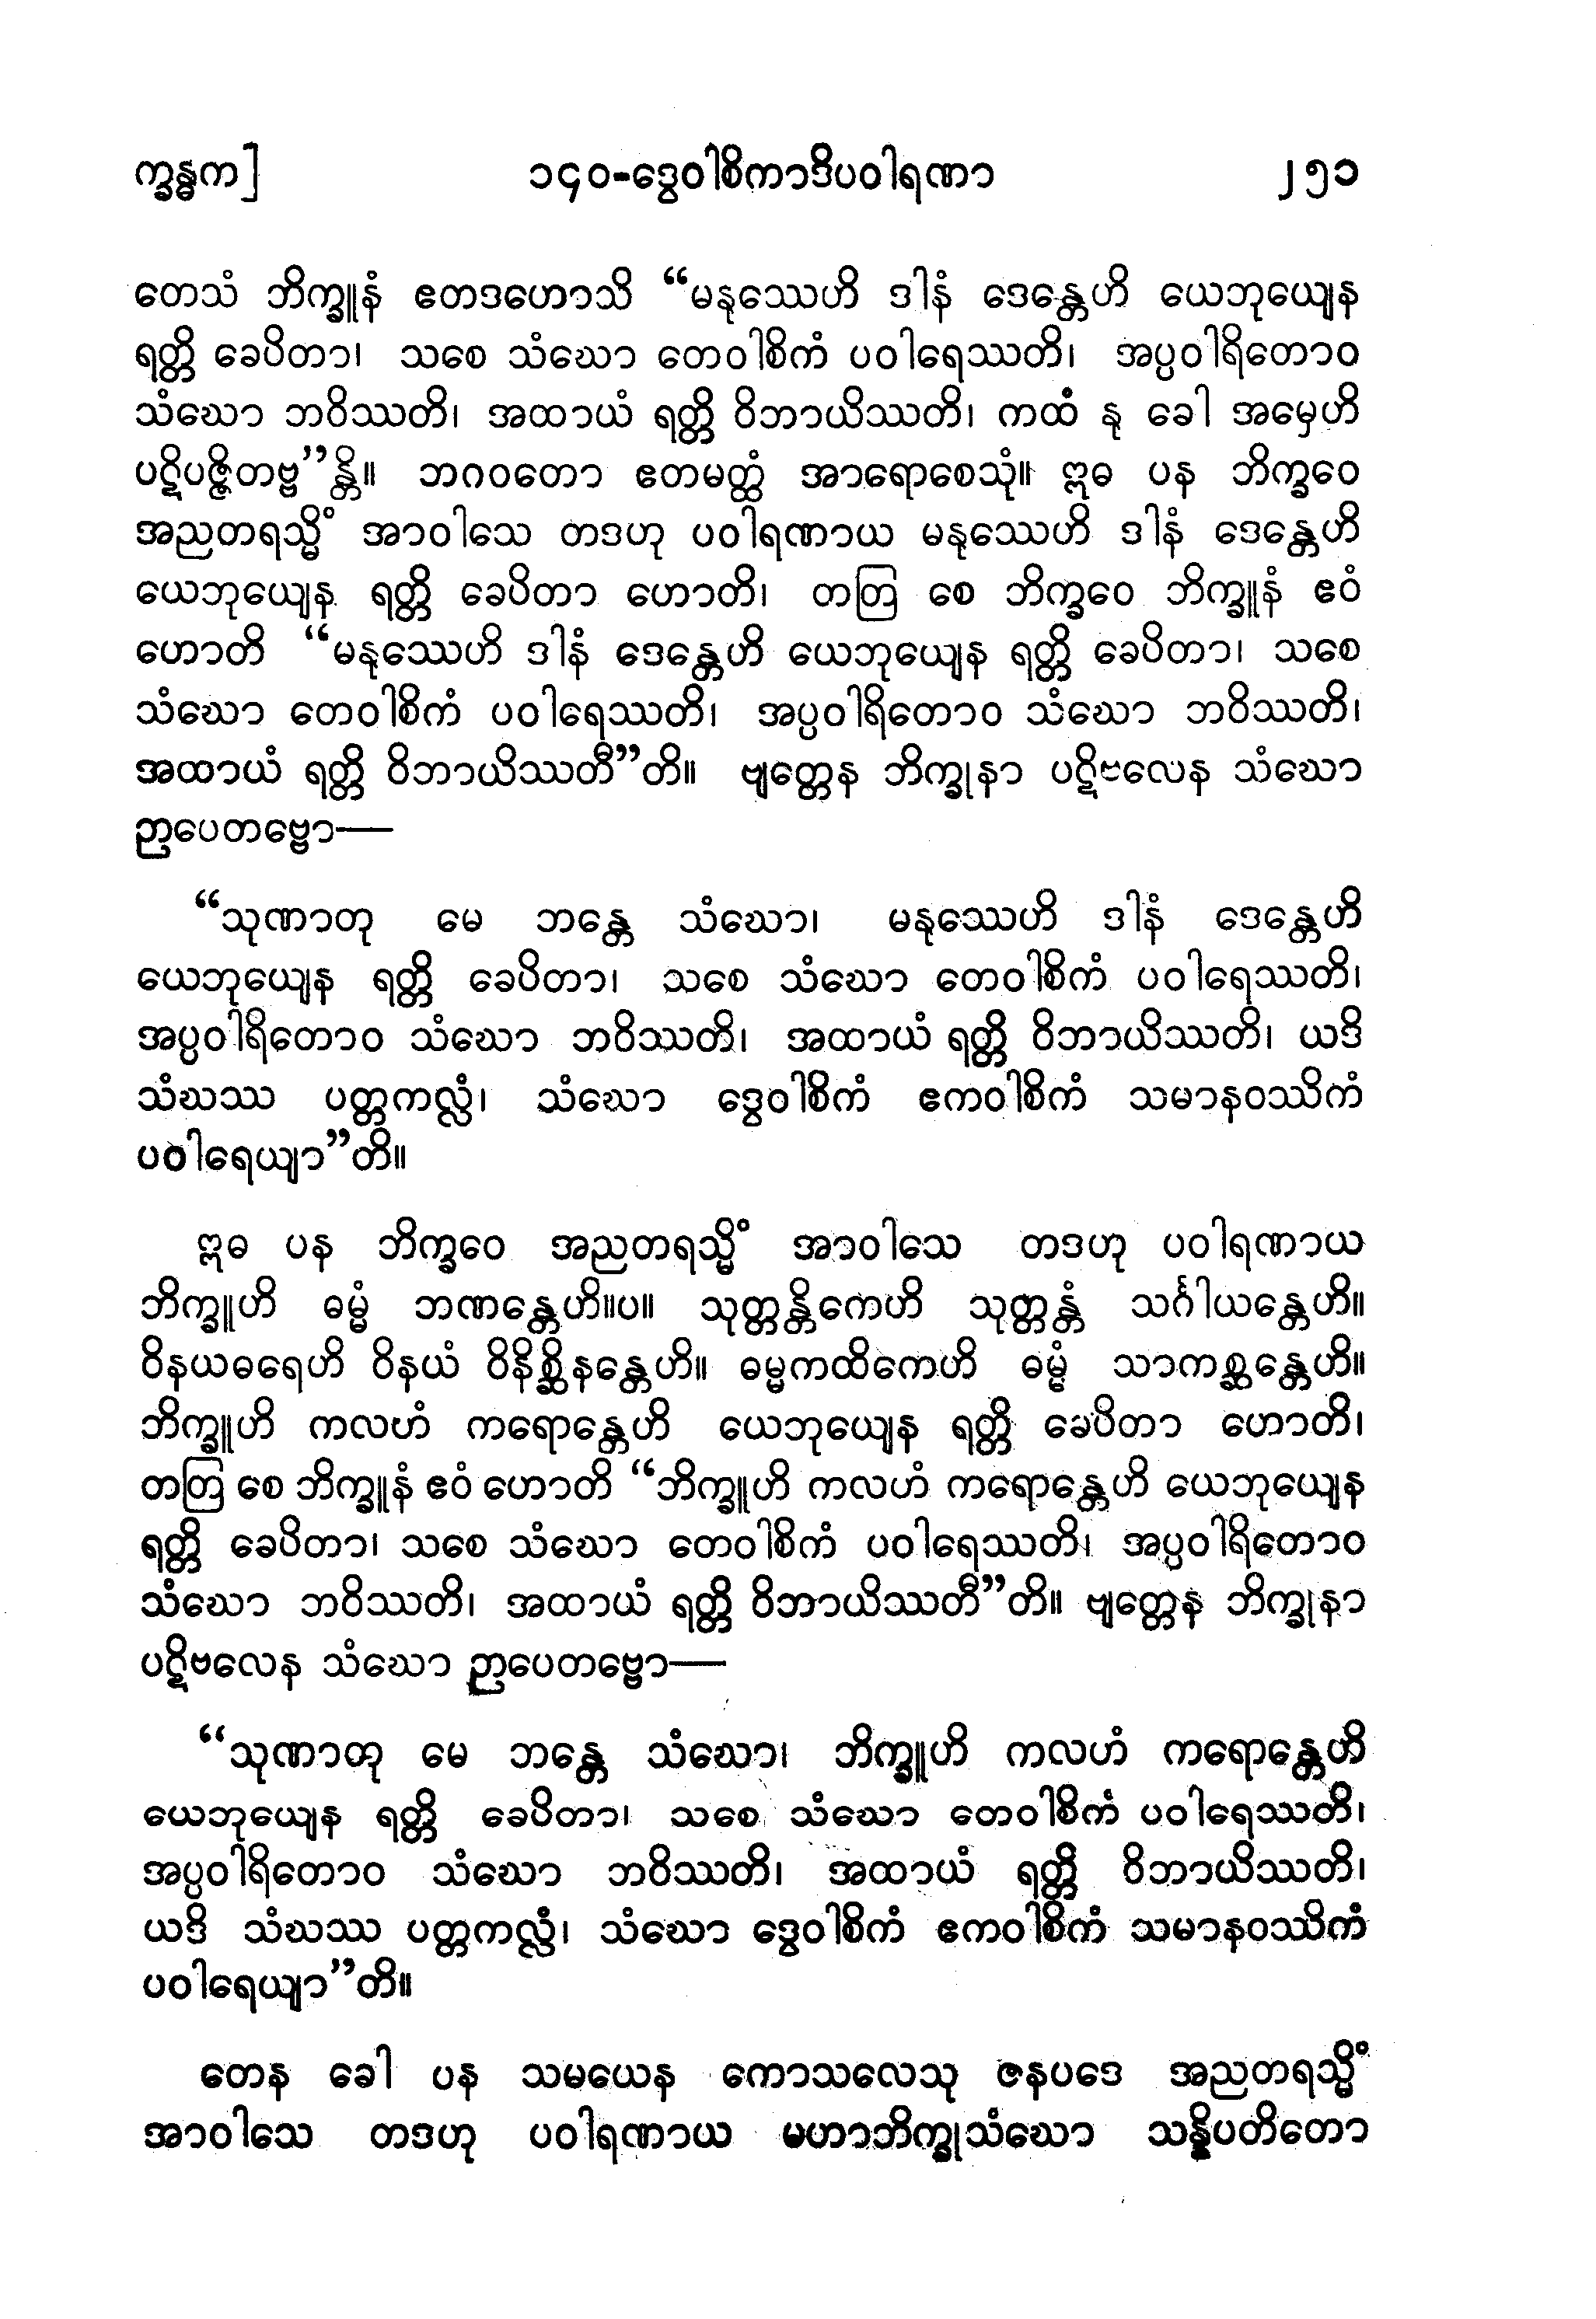 က္ခန္ဓက]
၁၄၀-ဒွေဝါစိကာဒိပဝါရဏာ
၂၅၁
တေသံ ဘိက္ခူနံ ဧတဒဟောသိ “မနုဿေဟိ ဒါနံ ဒေန္တေဟိ ယေဘုယျေန
ရတ္တိ ခေပိတာ၊ သစေ သံဃော တေဝါစိကံ ပဝါရေဿတိ၊ အပ္ပဝါရိတောဝ
သံဃော ဘဝိဿတိ၊ အထာယံ ရတ္တိ ဝိဘာယိဿတိ၊ ကထံ နု ခေါ အမှေဟိ
ပဋိပဇ္ဇိတဗ္ဗ”န္တိ။ ဘဂဝတော ဧတမတ္ထံ အာရောစေသုံ။ ဣဓ ပန ဘိက္ခဝေ
အညတရသ္မိံ အာဝါသေ တဒဟု ပဝါရဏာယ မနုဿေဟိ ဒါနံ ဒေန္တေဟိ
ယေဘုယျေန ရတ္တိ ခေပိတာ ဟောတိ၊ တတြ စေ ဘိက္ခဝေ ဘိက္ခူနံ ဧဝံ
ဟောတိ “မနုဿေဟိ ဒါနံ ဒေန္တေဟိ ယေဘုယျေန ရတ္တိ ခေပိတာ၊ သစေ
သံဃော တေဝါစိကံ ပဝါရေဿတိ၊ အပ္ပဝါရိတောဝ သံဃော ဘဝိဿတိ၊
အထာယံ ရတ္တိ ဝိဘာယိဿတီ”တိ။ ဗျတ္တေန ဘိက္ခုနာ ပဋိဗလေန သံဃော
ဉာပေတဗ္ဗော—
“သုဏာတု မေ ဘန္တေ သံဃော၊ မနုဿေဟိ ဒါနံ ဒေန္တေဟိ
ယေဘုယျေန ရတ္တိ ခေပိတာ၊ သစေ သံဃော တေဝါစိကံ ပဝါရေဿတိ၊
အပ္ပဝါရိတောဝ သံဃော ဘဝိဿတိ၊ အထာယံ ရတ္တိ ဝိဘာယိဿတိ၊ ယဒိ
သံဃဿ ပတ္တကလ္လံ၊ သံဃော ဒွေဝါစိကံ ဧကဝါစိကံ သမာနဝဿိကံ
ပဝါရေယျာ”တိ။
ဣဓ ပန ဘိက္ခဝေ အညတရသ္မိံ အာဝါသေ တဒဟု ပဝါရဏာယ
ဘိက္ခူဟိ ဓမ္မံ ဘဏန္တေဟိ။ပ။ သုတ္တန္တိကေဟိ သုတ္တန္တံ သင်္ဂါယန္တေဟိ။
ဝိနယဓရေဟိ ဝိနယံ ဝိနိစ္ဆိနန္တေဟိ။ ဓမ္မကထိကေဟိ ဓမ္မံ သာကစ္ဆန္တေဟိ။
ဘိက္ခူဟိ ကလဟံ ကရောန္တေဟိ ယေဘုယျေန ရတ္တိ ခေပိတာ ဟောတိ၊
တတြ စေ ဘိက္ခူနံ ဧဝံ ဟောတိ “ဘိက္ခူဟိ ကလဟံ ကရောန္တေဟိ ယေဘုယျေန
ရတ္တိ ခေပိတာ၊ သစေ သံဃော တေဝါစိကံ ပဝါရေဿတိ၊ အပ္ပဝါရိတောဝ
သံဃော ဘဝိဿတိ၊ အထာယံ ရတ္တိ ဝိဘာယိဿတီ”တိ။ ဗျတ္တေန ဘိက္ခုနာ
ပဋိဗလေန သံဃော ဉာပေတဗ္ဗော—
“သုဏာတု မေ ဘန္တေ သံဃော၊ ဘိက္ခူဟိ ကလဟံ ကရောန္တေဟိ
ယေဘုယျေန ရတ္တိ ခေပိတာ၊ သစေ သံဃော တေဝါစိကံ ပဝါရေဿတိ၊
အပ္ပဝါရိတောဝ သံဃော ဘဝိဿတိ၊ အထာယံ ရတ္တိ ဝိဘာယိဿတိ၊
ယဒိ သံဃဿ ပတ္တကလ္လံ၊ သံဃော ဒွေဝါစိကံ ဧကဝါစိကံ သမာနဝဿိကံ
ပဝါရေယျာ”တိ။
တေန ခေါ ပန သမယေန ကောသလေသု ဇနပဒေ အညတရသ္မိံ
အာဝါသေ တဒဟု ပဝါရဏာယ မဟာဘိက္ခုသံဃော သန္နိပတိတော